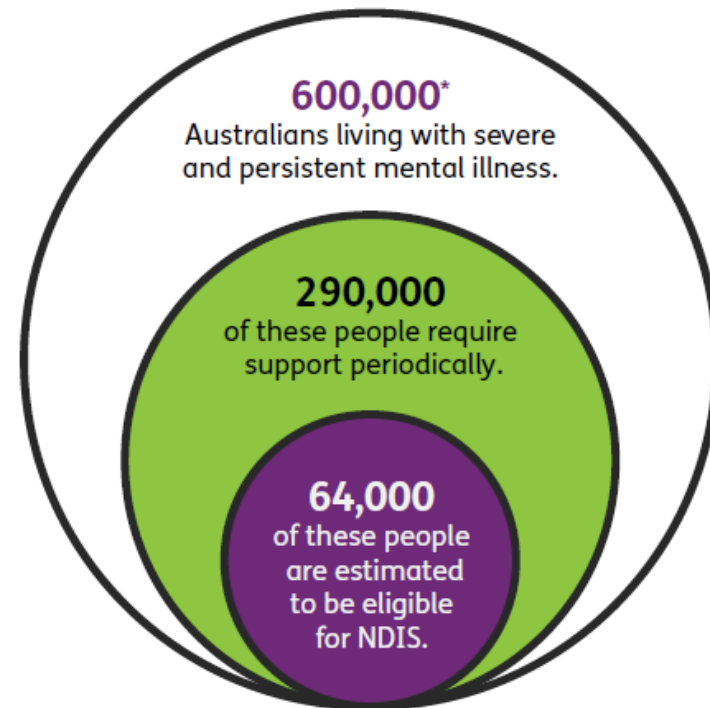 600,000*
Australians living with severe
and persistent mental illness.
290,000
of these people require
support periodically.
64,000
of these people
are estimated
to be eligible
for NDIS.